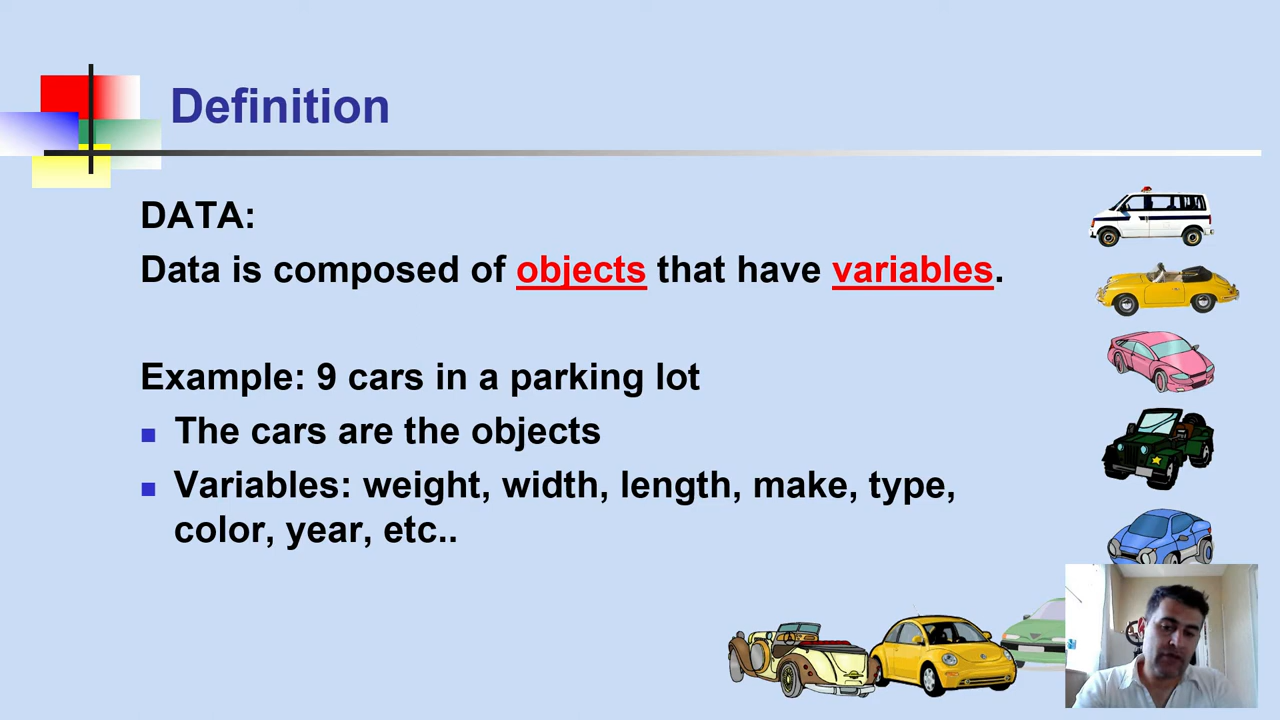 Definition
DATA:
Data is composed of objects that have variables.
Example: 9 cars in a parking lot
The cars are the objects
Variables: weight, width, length, make, type,
color, year, etc..